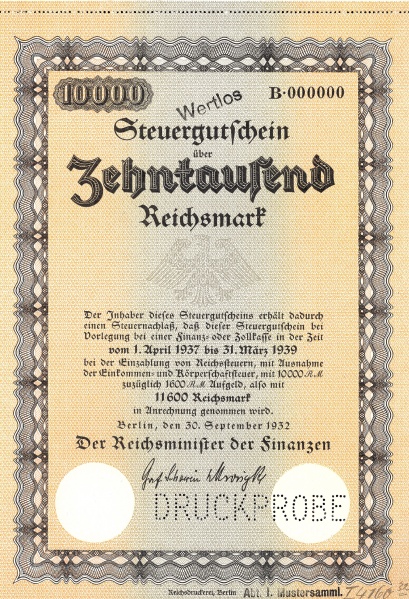 10000
Wertlos
B·000000
Steuergutschein
über
Zehntausend
Reichsmark
Der Inhaber dieses Steuergutscheins erhält dadurch
einen Steuernachlaß, daß dieser Steuergutschein bei
Vorlegung bei einer Finanz- oder Zollkasse in der Zeit
vom 1. April 1937 bis 31. März 1939
bei der Einzahlung von Reichssteuern, mit Ausnahme
der Einkommen- und Körperschaftsteuer, mit 10000 RM
zuzüglich 1600 RM Aufgeld, also mit
11600 Reichsmark
in Anrechnung genommen wird.
Berlin, den 30. September 1932
Der Reichsminister der Finanzen
DRUCKPROBE
Reichsdruckerei, Berlin
Abt. I. Mustersamml.